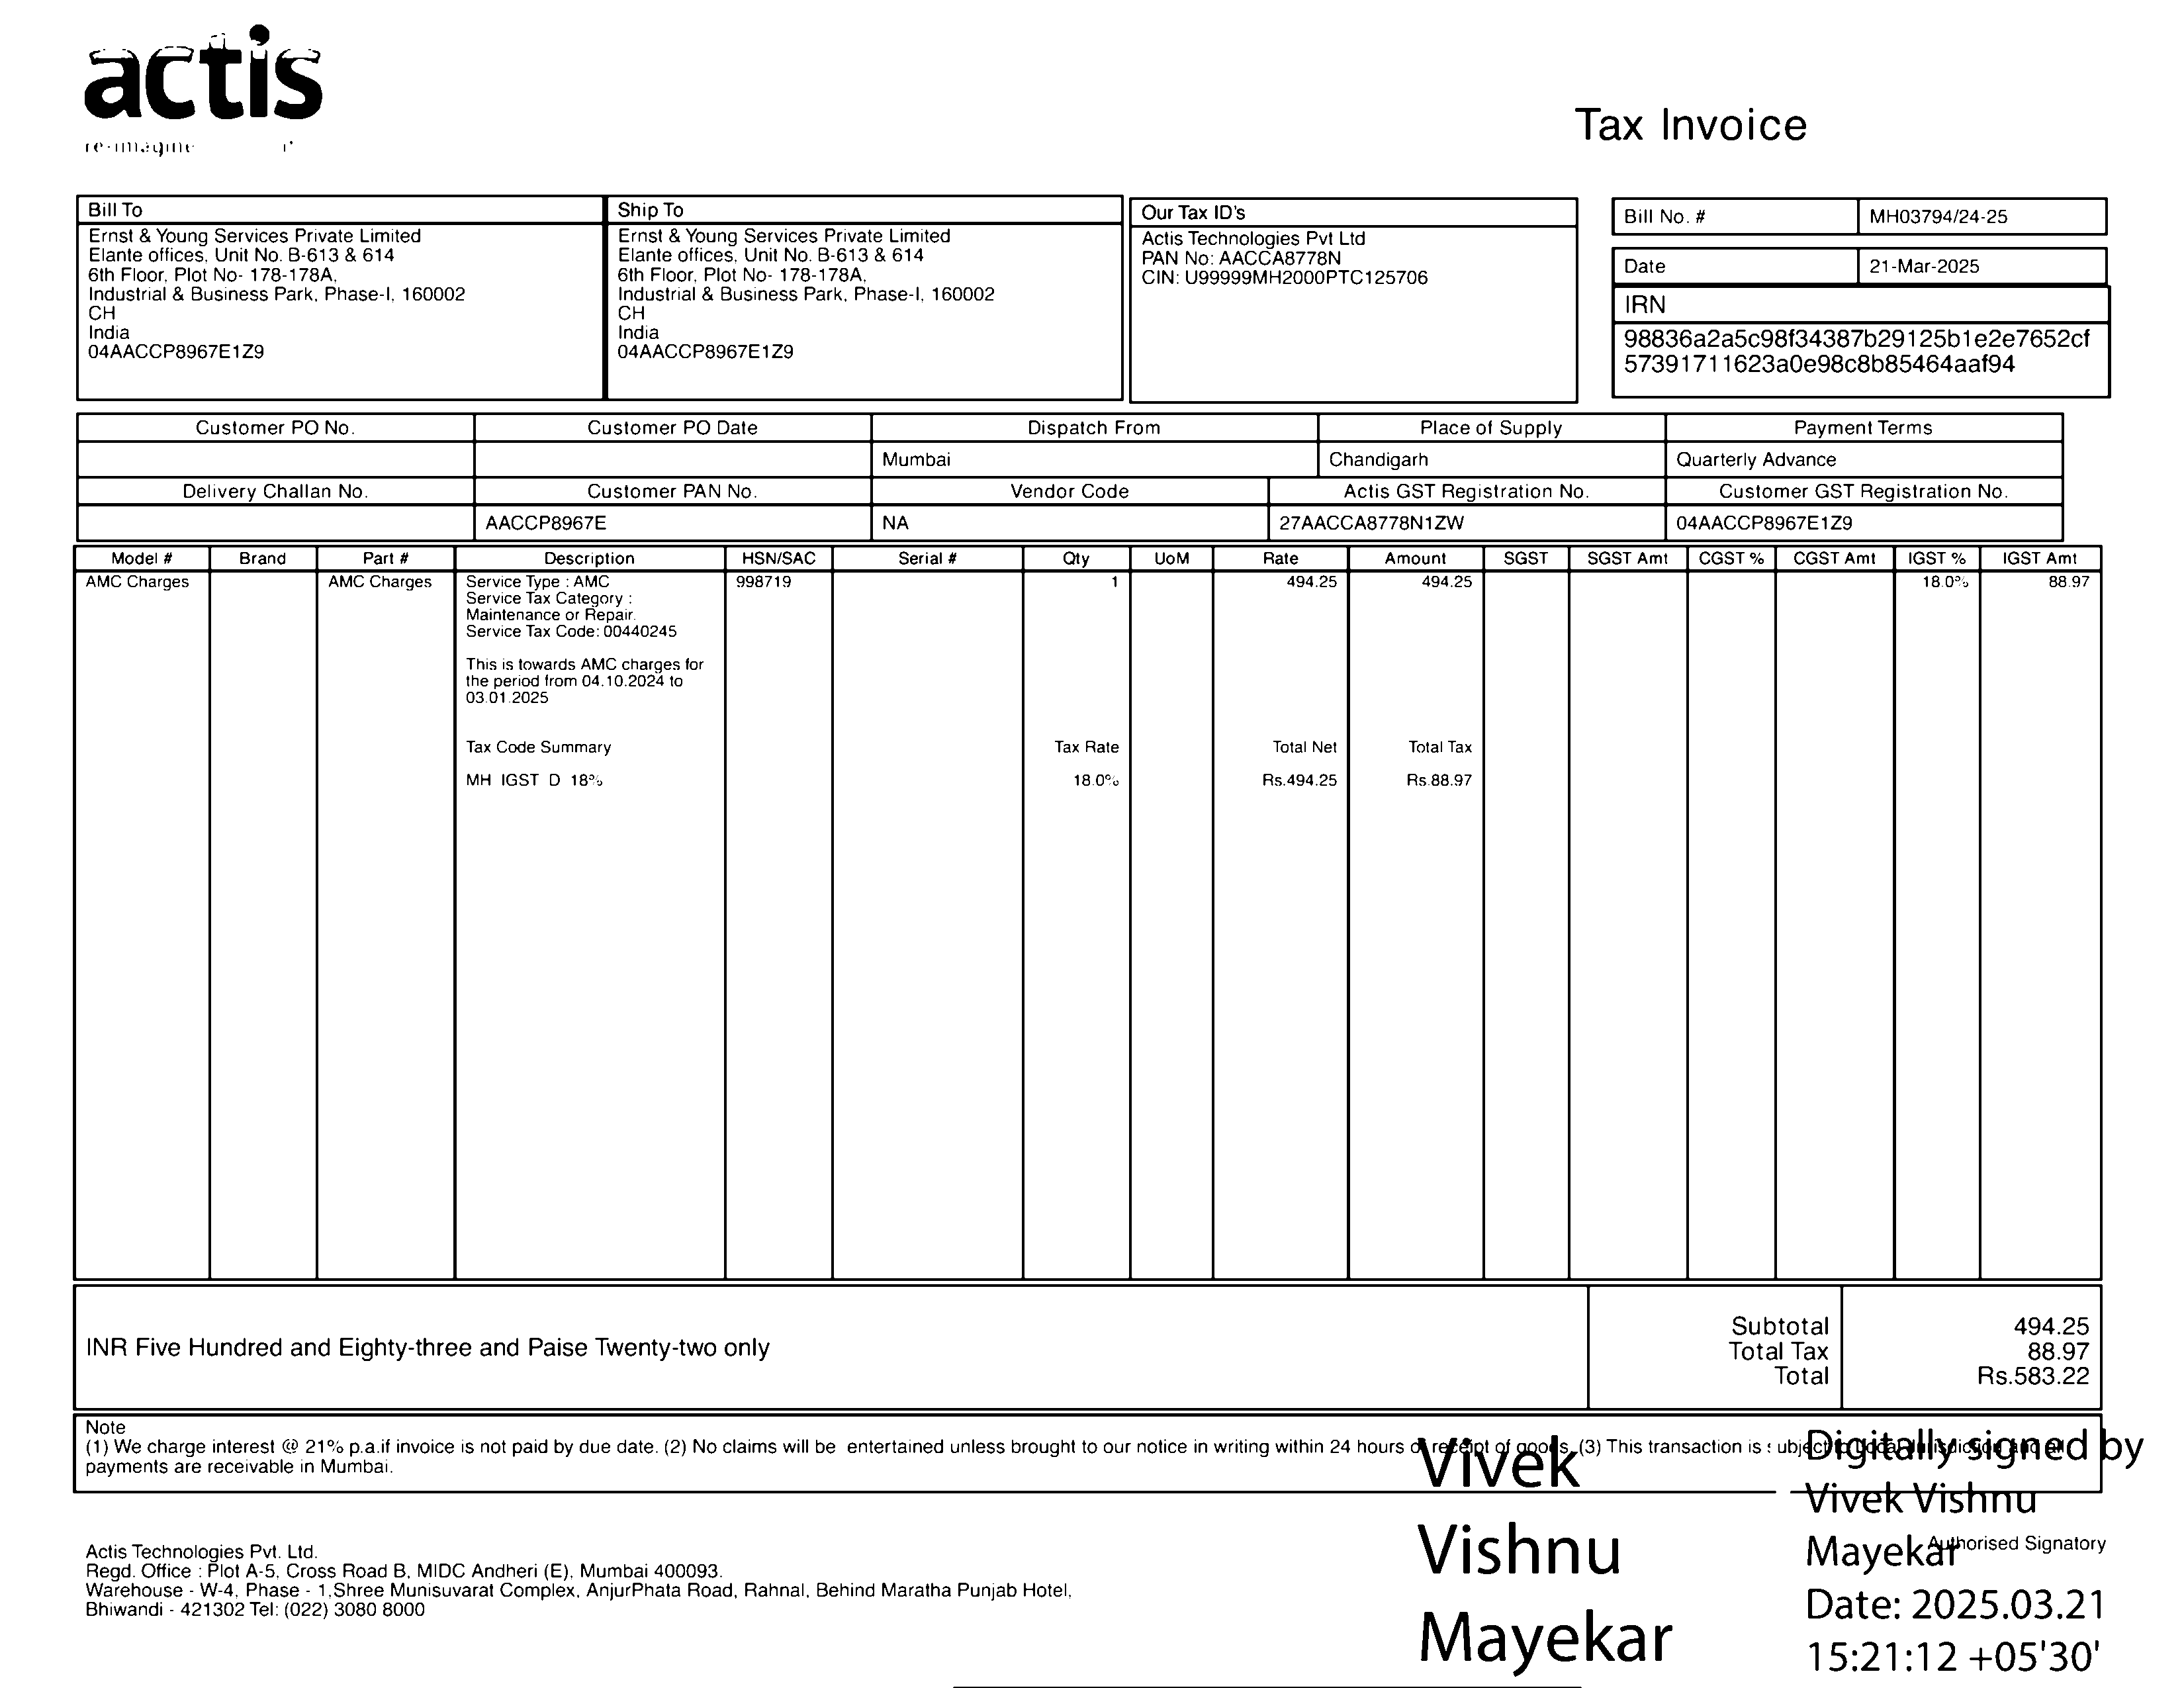 actis
Tax Invoice
Bill To
Ernst & Young Services Private Limited
Elante offices, Unit No. B-613 & 614
6th Floor, Plot No- 178-178A,
Industrial & Business Park, Phase-I, 160002
CH
India
04AACCP8967E1Z9
Ship To
Ernst & Young Services Private Limited
Elante offices, Unit No. B-613 & 614
6th Floor, Plot No- 178-178A,
Industrial & Business Park, Phase-I, 160002
CH
India
04AACCP8967E1Z9
Our Tax ID's
Actis Technologies Pvt Ltd
PAN No: AACCA8778N
CIN: U99999MH2000PTC125706
Bill No. # MH03794/24-25
Date 21-Mar-2025
IRN
98836a2a5c98f34387b29125b1e2e7652cf
57391711623a0e98c8b85464aaf94
Customer PO No. Customer PO Date Dispatch From Place of Supply Payment Terms
Mumbai Chandigarh Quarterly Advance
Delivery Challan No. Customer PAN No. Vendor Code Actis GST Registration No. Customer GST Registration No.
AACCP8967E NA 27AACCA8778N1ZW 04AACCP8967E1Z9
Model # Brand Part # Description HSN/SAC Serial # Qty UoM Rate Amount SGST SGST Amt CGST % CGST Amt IGST % IGST Amt
AMC Charges AMC Charges Service Type : AMC 998719 1 494.25 494.25 18.0% 88.97
Service Tax Category :
Maintenance or Repair.
Service Tax Code: 00440245
This is towards AMC charges for
the period from 04.10.2024 to
03.01.2025
Tax Code Summary Tax Rate Total Net Total Tax
MH IGST D 18% 18.0% Rs.494.25 Rs.88.97
INR Five Hundred and Eighty-three and Paise Twenty-two only
Subtotal 494.25
Total Tax 88.97
Total Rs.583.22
Note
(1) We charge interest @ 21% p.a.if invoice is not paid by due date. (2) No claims will be entertained unless brought to our notice in writing within 24 hours of receipt of goods. (3) This transaction is subject to Local Jurisdiction and all
payments are receivable in Mumbai.
Vivek
Vishnu
Mayekar
Digitally signed by
Vivek Vishnu
Mayekar
Date: 2025.03.21
15:21:12 +05'30'
Authorised Signatory
Actis Technologies Pvt. Ltd.
Regd. Office : Plot A-5, Cross Road B, MIDC Andheri (E), Mumbai 400093.
Warehouse - W-4, Phase - 1,Shree Munisuvarat Complex, AnjurPhata Road, Rahnal, Behind Maratha Punjab Hotel,
Bhiwandi - 421302 Tel: (022) 3080 8000